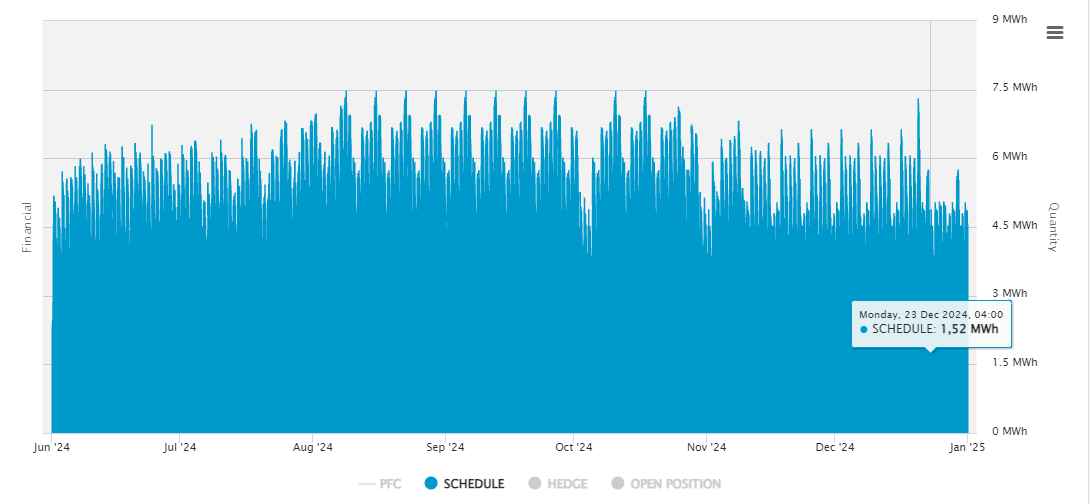 9 MWh
7.5 MWh
6 MWh
4.5 MWh
3 MWh
1.5 MWh
0 MWh
Financial
Quantity
Monday, 23 Dec 2024, 04:00
SCHEDULE: 1,52 MWh
Jun '24 Jul '24 Aug '24 Sep '24 Oct '24 Nov '24 Dec '24 Jan '25
PFC SCHEDULE HEDGE OPEN POSITION